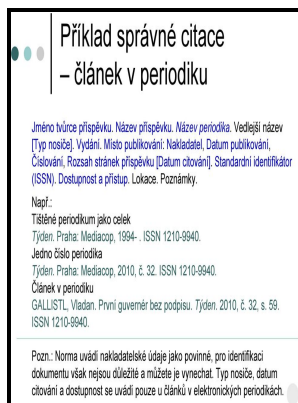 Příklad správné citace
– článek v periodiku
Jméno tvůrce příspěvku. Název příspěvku. Název periodika. Vedlejší název
[Typ nosiče]. Vydání. Místo publikování: Nakladatel, Datum publikování,
Číslování, Rozsah stránek příspěvku [Datum citování]. Standardní identifikátor
(ISSN). Dostupnost a přístup. Lokace. Poznámky.
Např.:
Tištěné periodikum jako celek
Týden. Praha: Mediacop, 1994- . ISSN 1210-9940.
Jedno číslo periodika
Týden. Praha: Mediacop, 2010, č. 32. ISSN 1210-9940.
Článek v periodiku
GALLISTL, Vladan. První guvernér bez podpisu. Týden. 2010, č. 32, s. 59.
ISSN 1210-9940.
Pozn.: Norma uvádí nakladatelské údaje jako povinné, pro identifikaci
dokumentu však nejsou důležité a můžete je vynechat. Typ nosiče, datum
citování a dostupnost se uvádí pouze u článků v elektronických periodikách.